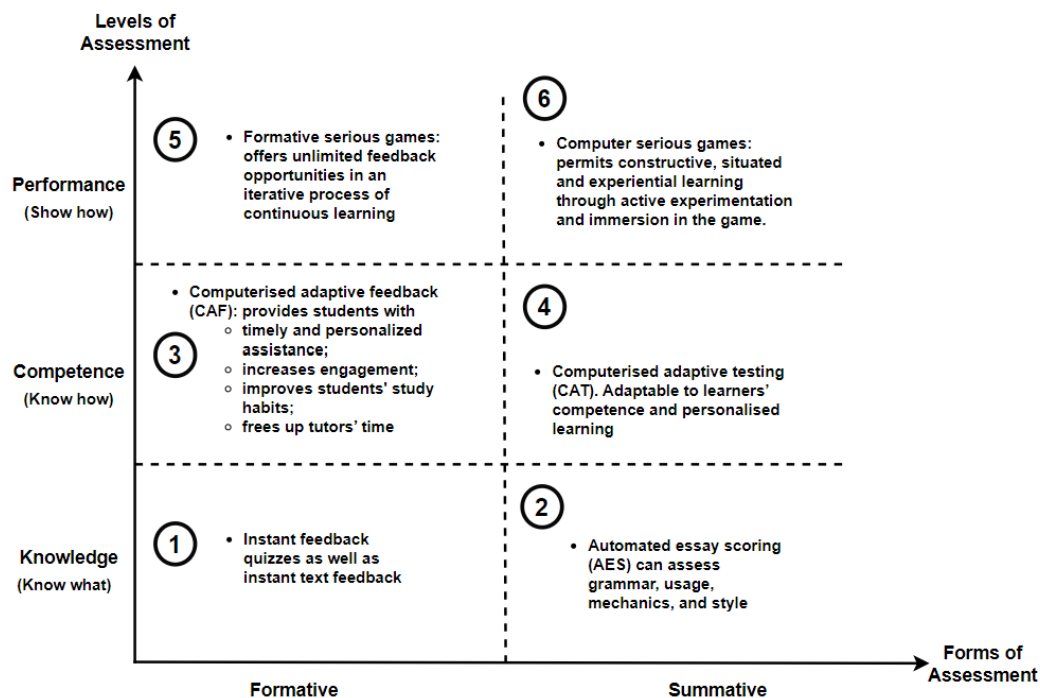 Levels of
Assessment
5
• Formative serious games:
offers unlimited feedback
opportunities in an
iterative process of
continuous learning
6
• Computer serious games:
permits constructive, situated
and experiential learning
through active experimentation
and immersion in the game.
Performance
(Show how)
3
• Computerised adaptive feedback
(CAF): provides students with
○ timely and personalized
assistance;
○ increases engagement;
○ improves students' study
habits;
○ frees up tutors’ time
4
• Computerised adaptive testing
(CAT). Adaptable to learners’
competence and personalised
learning
Competence
(Know how)
1
• Instant feedback
quizzes as well as
instant text feedback
2
• Automated essay scoring
(AES) can assess
grammar, usage,
mechanics, and style
Knowledge
(Know what)
Formative
Summative
Forms of
Assessment